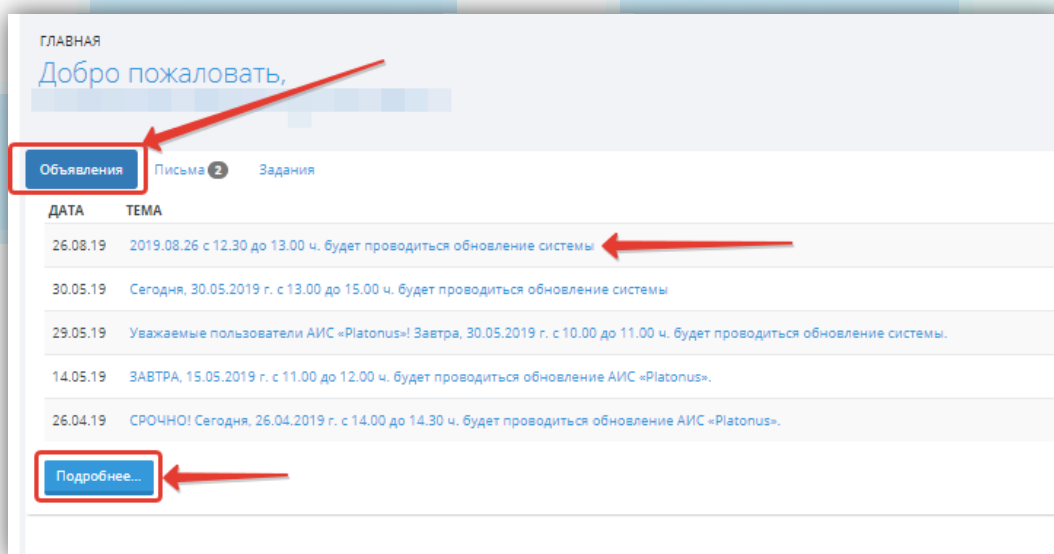 ГЛАВНАЯ
Добро пожаловать,
Объявления Письма 2 Задания
ДАТА ТЕМА
26.08.19 2019.08.26 с 12.30 до 13.00 ч. будет проводиться обновление системы
30.05.19 Сегодня, 30.05.2019 г. с 13.00 до 15.00 ч. будет проводиться обновление системы
29.05.19 Уважаемые пользователи АИС «Platonus»! Завтра, 30.05.2019 г. с 10.00 до 11.00 ч. будет проводиться обновление системы.
14.05.19 ЗАВТРА, 15.05.2019 г. с 11.00 до 12.00 ч. будет проводиться обновление АИС «Platonus».
26.04.19 СРОЧНО! Сегодня, 26.04.2019 г. с 14.00 до 14.30 ч. будет проводиться обновление АИС «Platonus».
Подробнее...